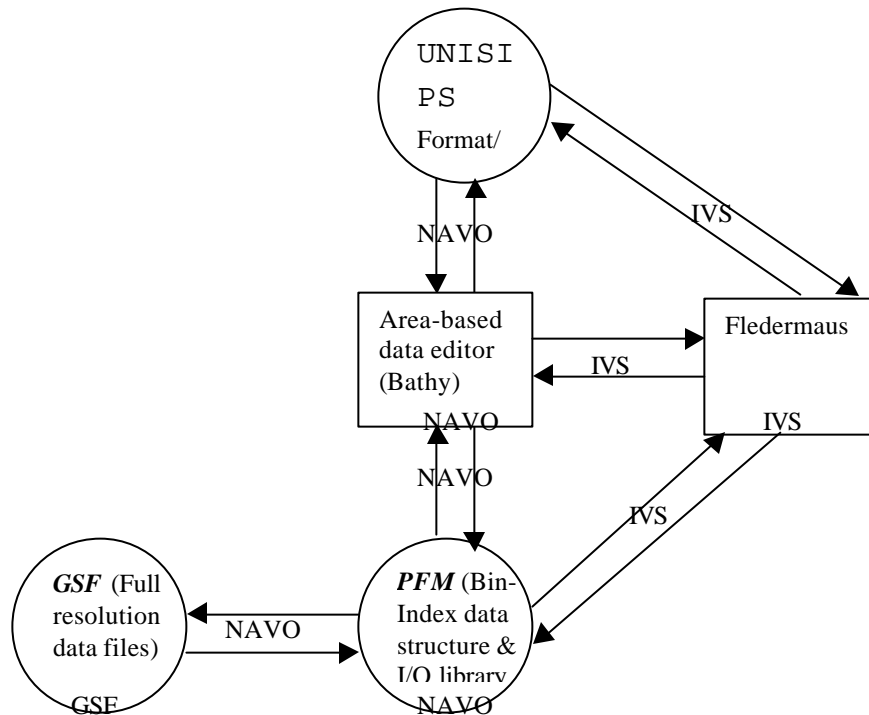 UNISI
PS
Format/
IVS
NAVO
Area-based
data editor
(Bathy)
NAVO
Fledermaus
IVS
IVS
NAVO
IVS
GSF (Full
resolution
data files)
GSF
NAVO
PFM (Bin-
Index data
structure &
I/O library
NAVO